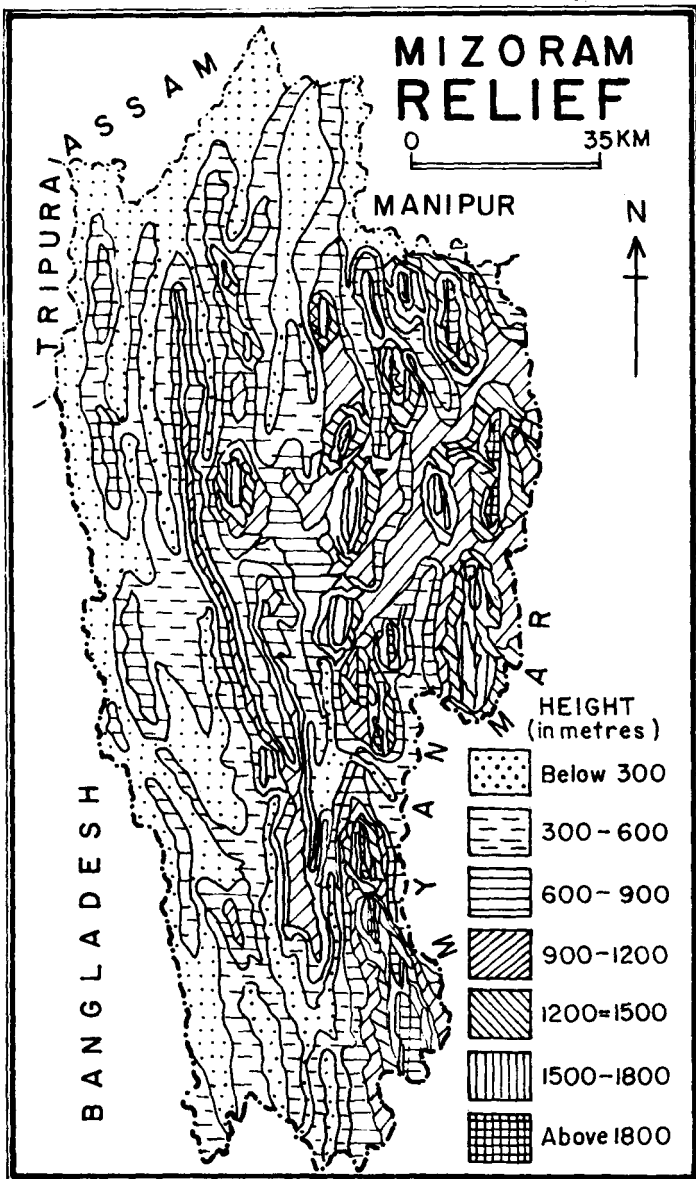 MIZORAM
RELIEF
0 35KM
ASSAM
TRIPURA
MANIPUR
N
MYANMAR
BANGLADESH
HEIGHT
(in metres)
Below 300
300-600
600-900
900-1200
1200=1500
1500-1800
Above 1800